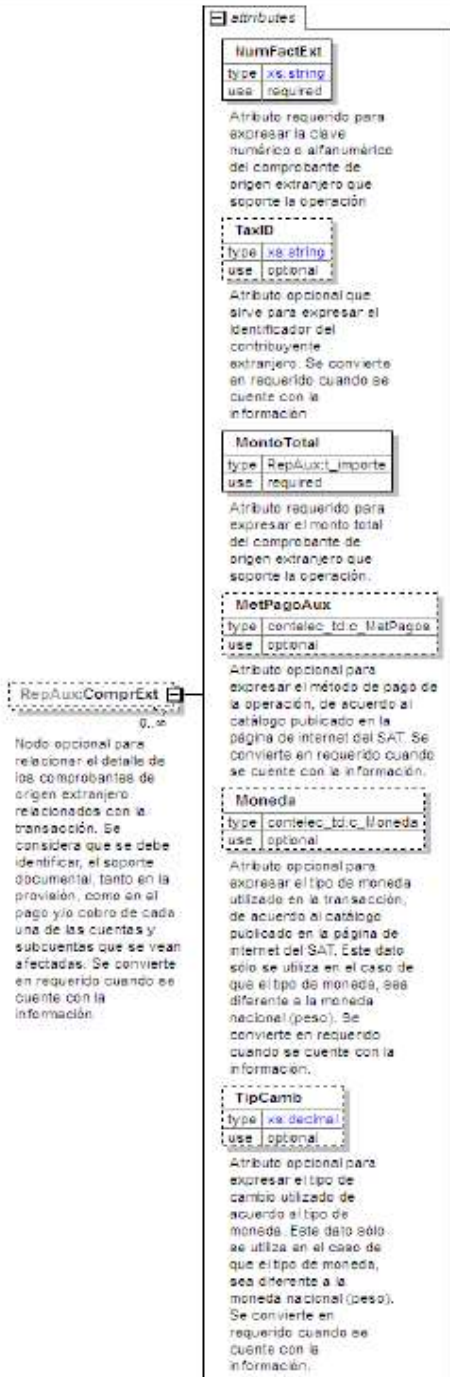 attributes
NumFactExt
type xs:string
use required
Atributo requerido para
expresar la clave
numérico o alfanumérico
del comprobante de
origen extranjero que
soporte la operación
TaxID
type xs:string
use optional
Atributo opcional que
sirve para expresar el
Identificador del
contribuyente
extranjero. Se convierte
en requerido cuando se
cuente con la
información
MontoTotal
type RepAux:t_importe
use required
Atributo requerido para
expresar el monto total
del comprobante de
origen extranjero que
soporte la operación.
MetPagoAux
type contelec_td:c_MetPagos
use optional
Atributo opcional para
expresar el método de pago de
la operación, de acuerdo al
catálogo publicado en la
página de internet del SAT. Se
convierte en requerido cuando
se cuente con la información.
RepAux:ComprExt
0..∞
Nodo opcional para
relacionar el detalle de
los comprobantes de
origen extranjero
relacionados con la
transacción. Se
considera que se debe
identificar, el soporte
documental, tanto en la
provisión, como en el
pago y/o cobro de cada
una de las cuentas y
subcuentas que se vean
afectadas. Se convierte
en requerido cuando se
cuente con la
información
Moneda
type contelec_td:c_Moneda
use optional
Atributo opcional para
expresar el tipo de moneda
utilizado en la transacción,
de acuerdo al catálogo
publicado en la página de
internet del SAT. Este dato
sólo se utiliza en el caso de
que el tipo de moneda, sea
diferente a la moneda
nacional (peso). Se
convierte en requerido
cuando se cuente con la
información.
TipCamb
type xs:decimal
use optional
Atributo opcional para
expresar el tipo de
cambio utilizado de
acuerdo al tipo de
moneda. Este dato sólo
se utiliza en el caso de
que el tipo de moneda,
sea diferente a la
moneda nacional (peso).
Se convierte en
requerido cuando se
cuente con la
información.